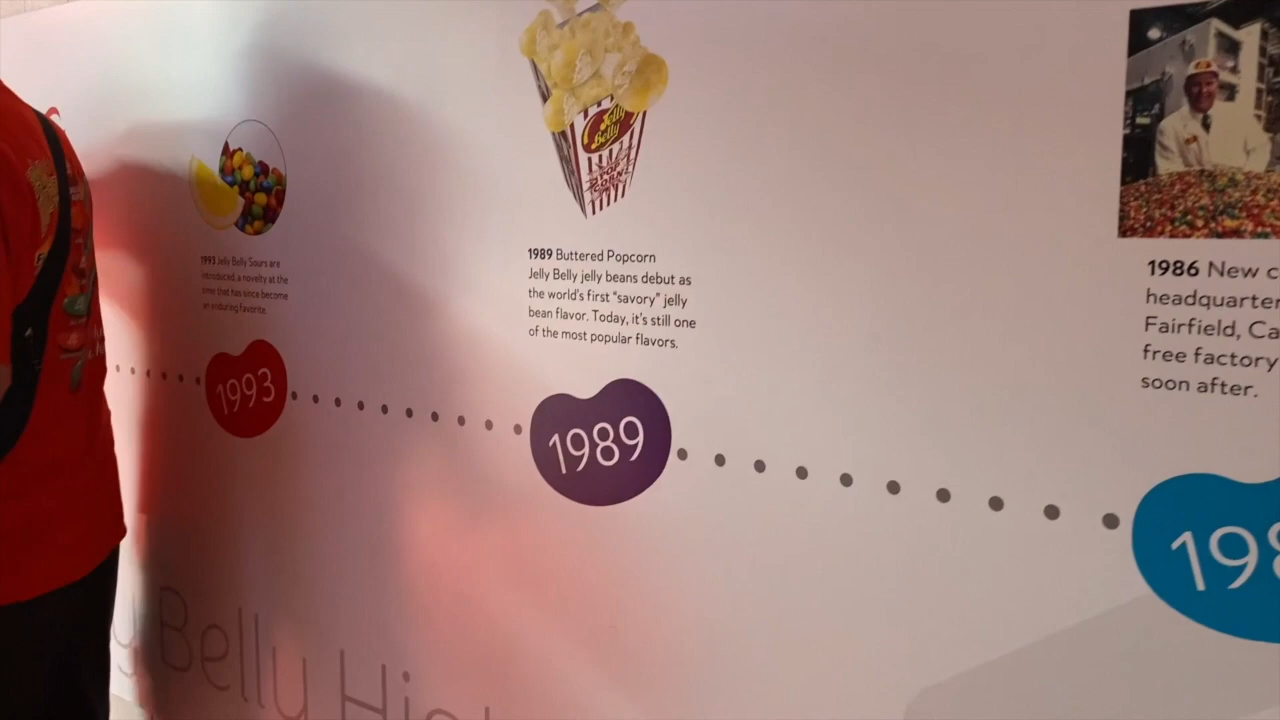 Jelly
Belly
POP
CORN
1993 Jelly Belly Sours are
introduced, a novelty at the
time that has since become
an enduring favorite.
1993
1989 Buttered Popcorn
Jelly Belly jelly beans debut as
the world's first “savory” jelly
bean flavor. Today, it's still one
of the most popular flavors.
1989
1986 New c
headquarter
Fairfield, Ca
free factory
soon after.
198
y Belly Hi